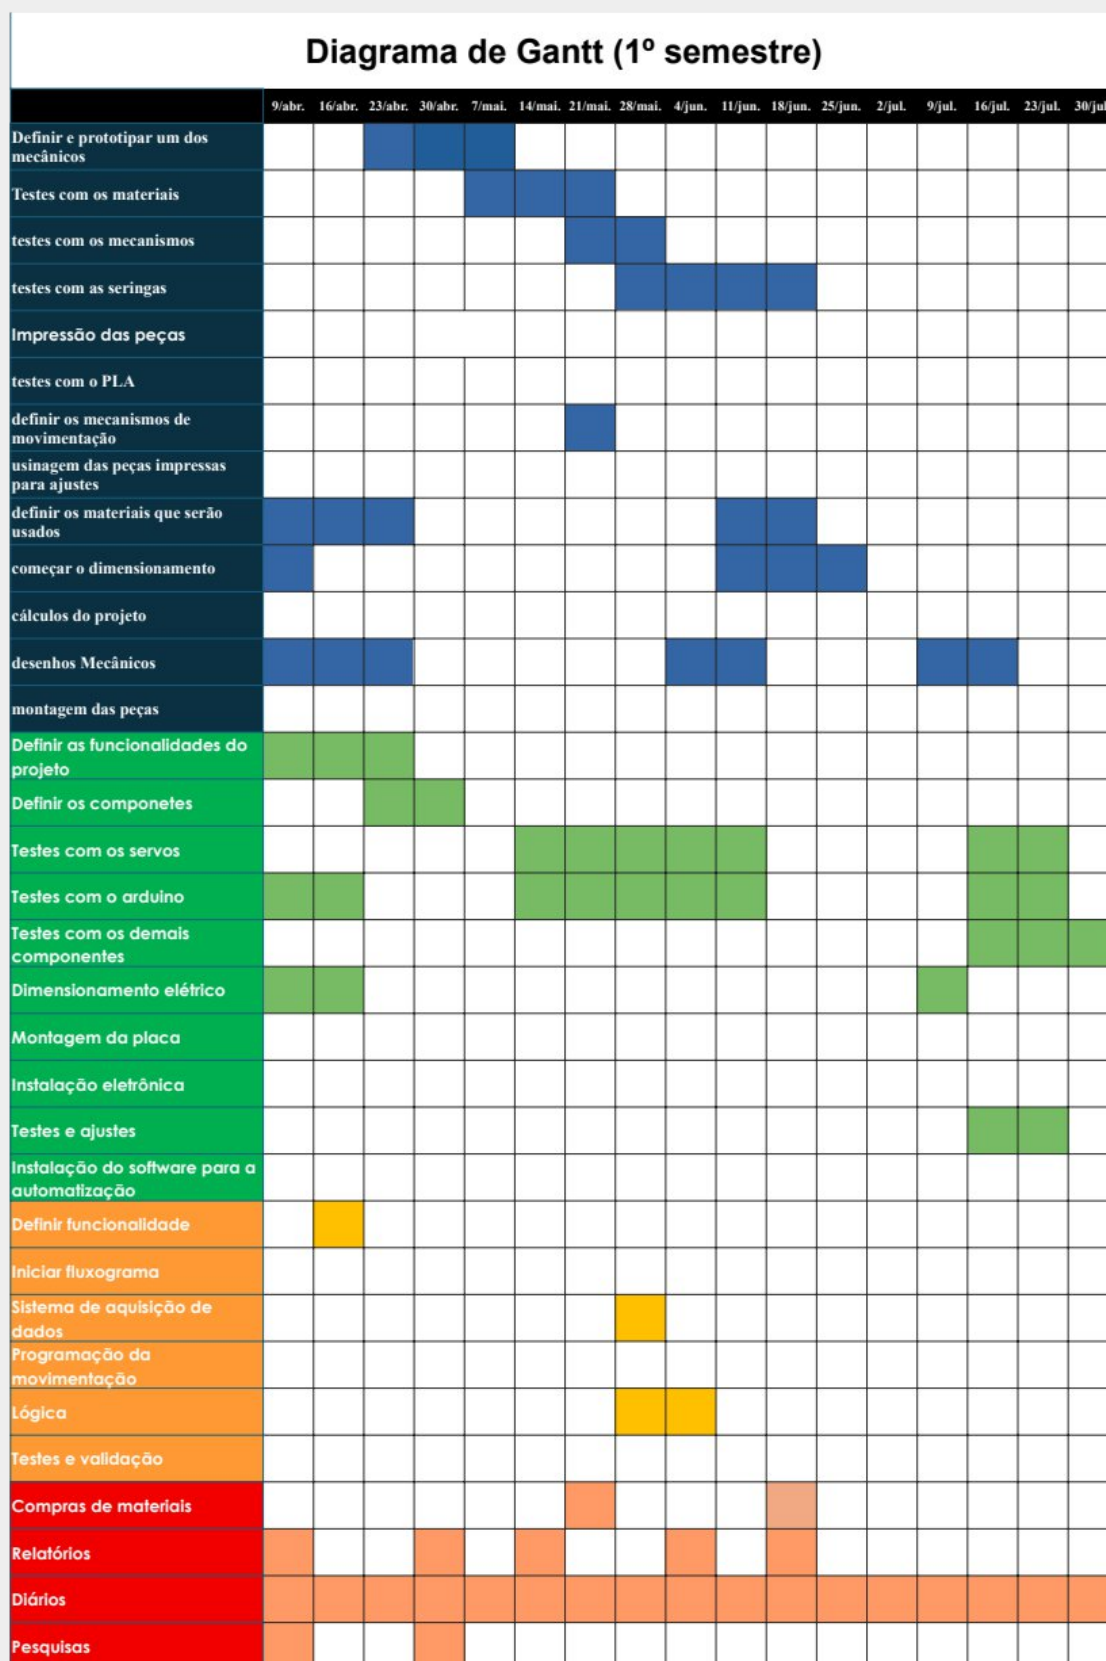 Diagrama de Gantt (1º semestre)
9/abr. 16/abr. 23/abr. 30/abr. 7/mai. 14/mai. 21/mai. 28/mai. 4/jun. 11/jun. 18/jun. 25/jun. 2/jul. 9/jul. 16/jul. 23/jul. 30/jul
Definir e prototipar um dos
mecânicos
Testes com os materiais
testes com os mecanismos
testes com as seringas
Impressão das peças
testes com o PLA
definir os mecanismos de
movimentação
usinagem das peças impressas
para ajustes
definir os materiais que serão
usados
começar o dimensionamento
cálculos do projeto
desenhos Mecânicos
montagem das peças
Definir as funcionalidades do
projeto
Definir os componetes
Testes com os servos
Testes com o arduino
Testes com os demais
componentes
Dimensionamento elétrico
Montagem da placa
Instalação eletrônica
Testes e ajustes
Instalação do software para a
automatização
Definir funcionalidade
Iniciar fluxograma
Sistema de aquisição de
dados
Programação da
movimentação
Lógica
Testes e validação
Compras de materiais
Relatórios
Diários
Pesquisas